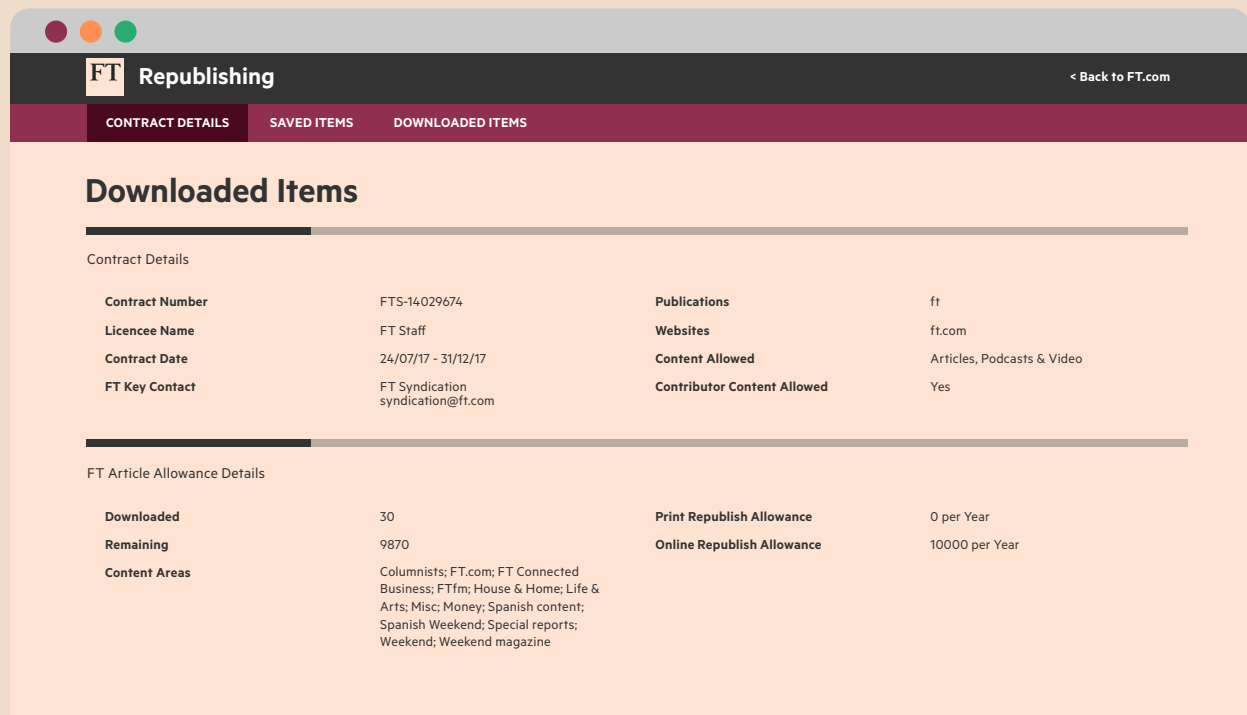 FT Republishing
< Back to FT.com
CONTRACT DETAILS SAVED ITEMS DOWNLOADED ITEMS
Downloaded Items
Contract Details
Contract Number FTS-14029674 Publications ft
Licencee Name FT Staff Websites ft.com
Contract Date 24/07/17 - 31/12/17 Content Allowed Articles, Podcasts & Video
FT Key Contact FT Syndication Contributor Content Allowed Yes
syndication@ft.com
FT Article Allowance Details
Downloaded 30 Print Republish Allowance 0 per Year
Remaining 9870 Online Republish Allowance 10000 per Year
Content Areas Columnists; FT.com; FT Connected
Business; FTfm; House & Home; Life &
Arts; Misc; Money; Spanish content;
Spanish Weekend; Special reports;
Weekend; Weekend magazine